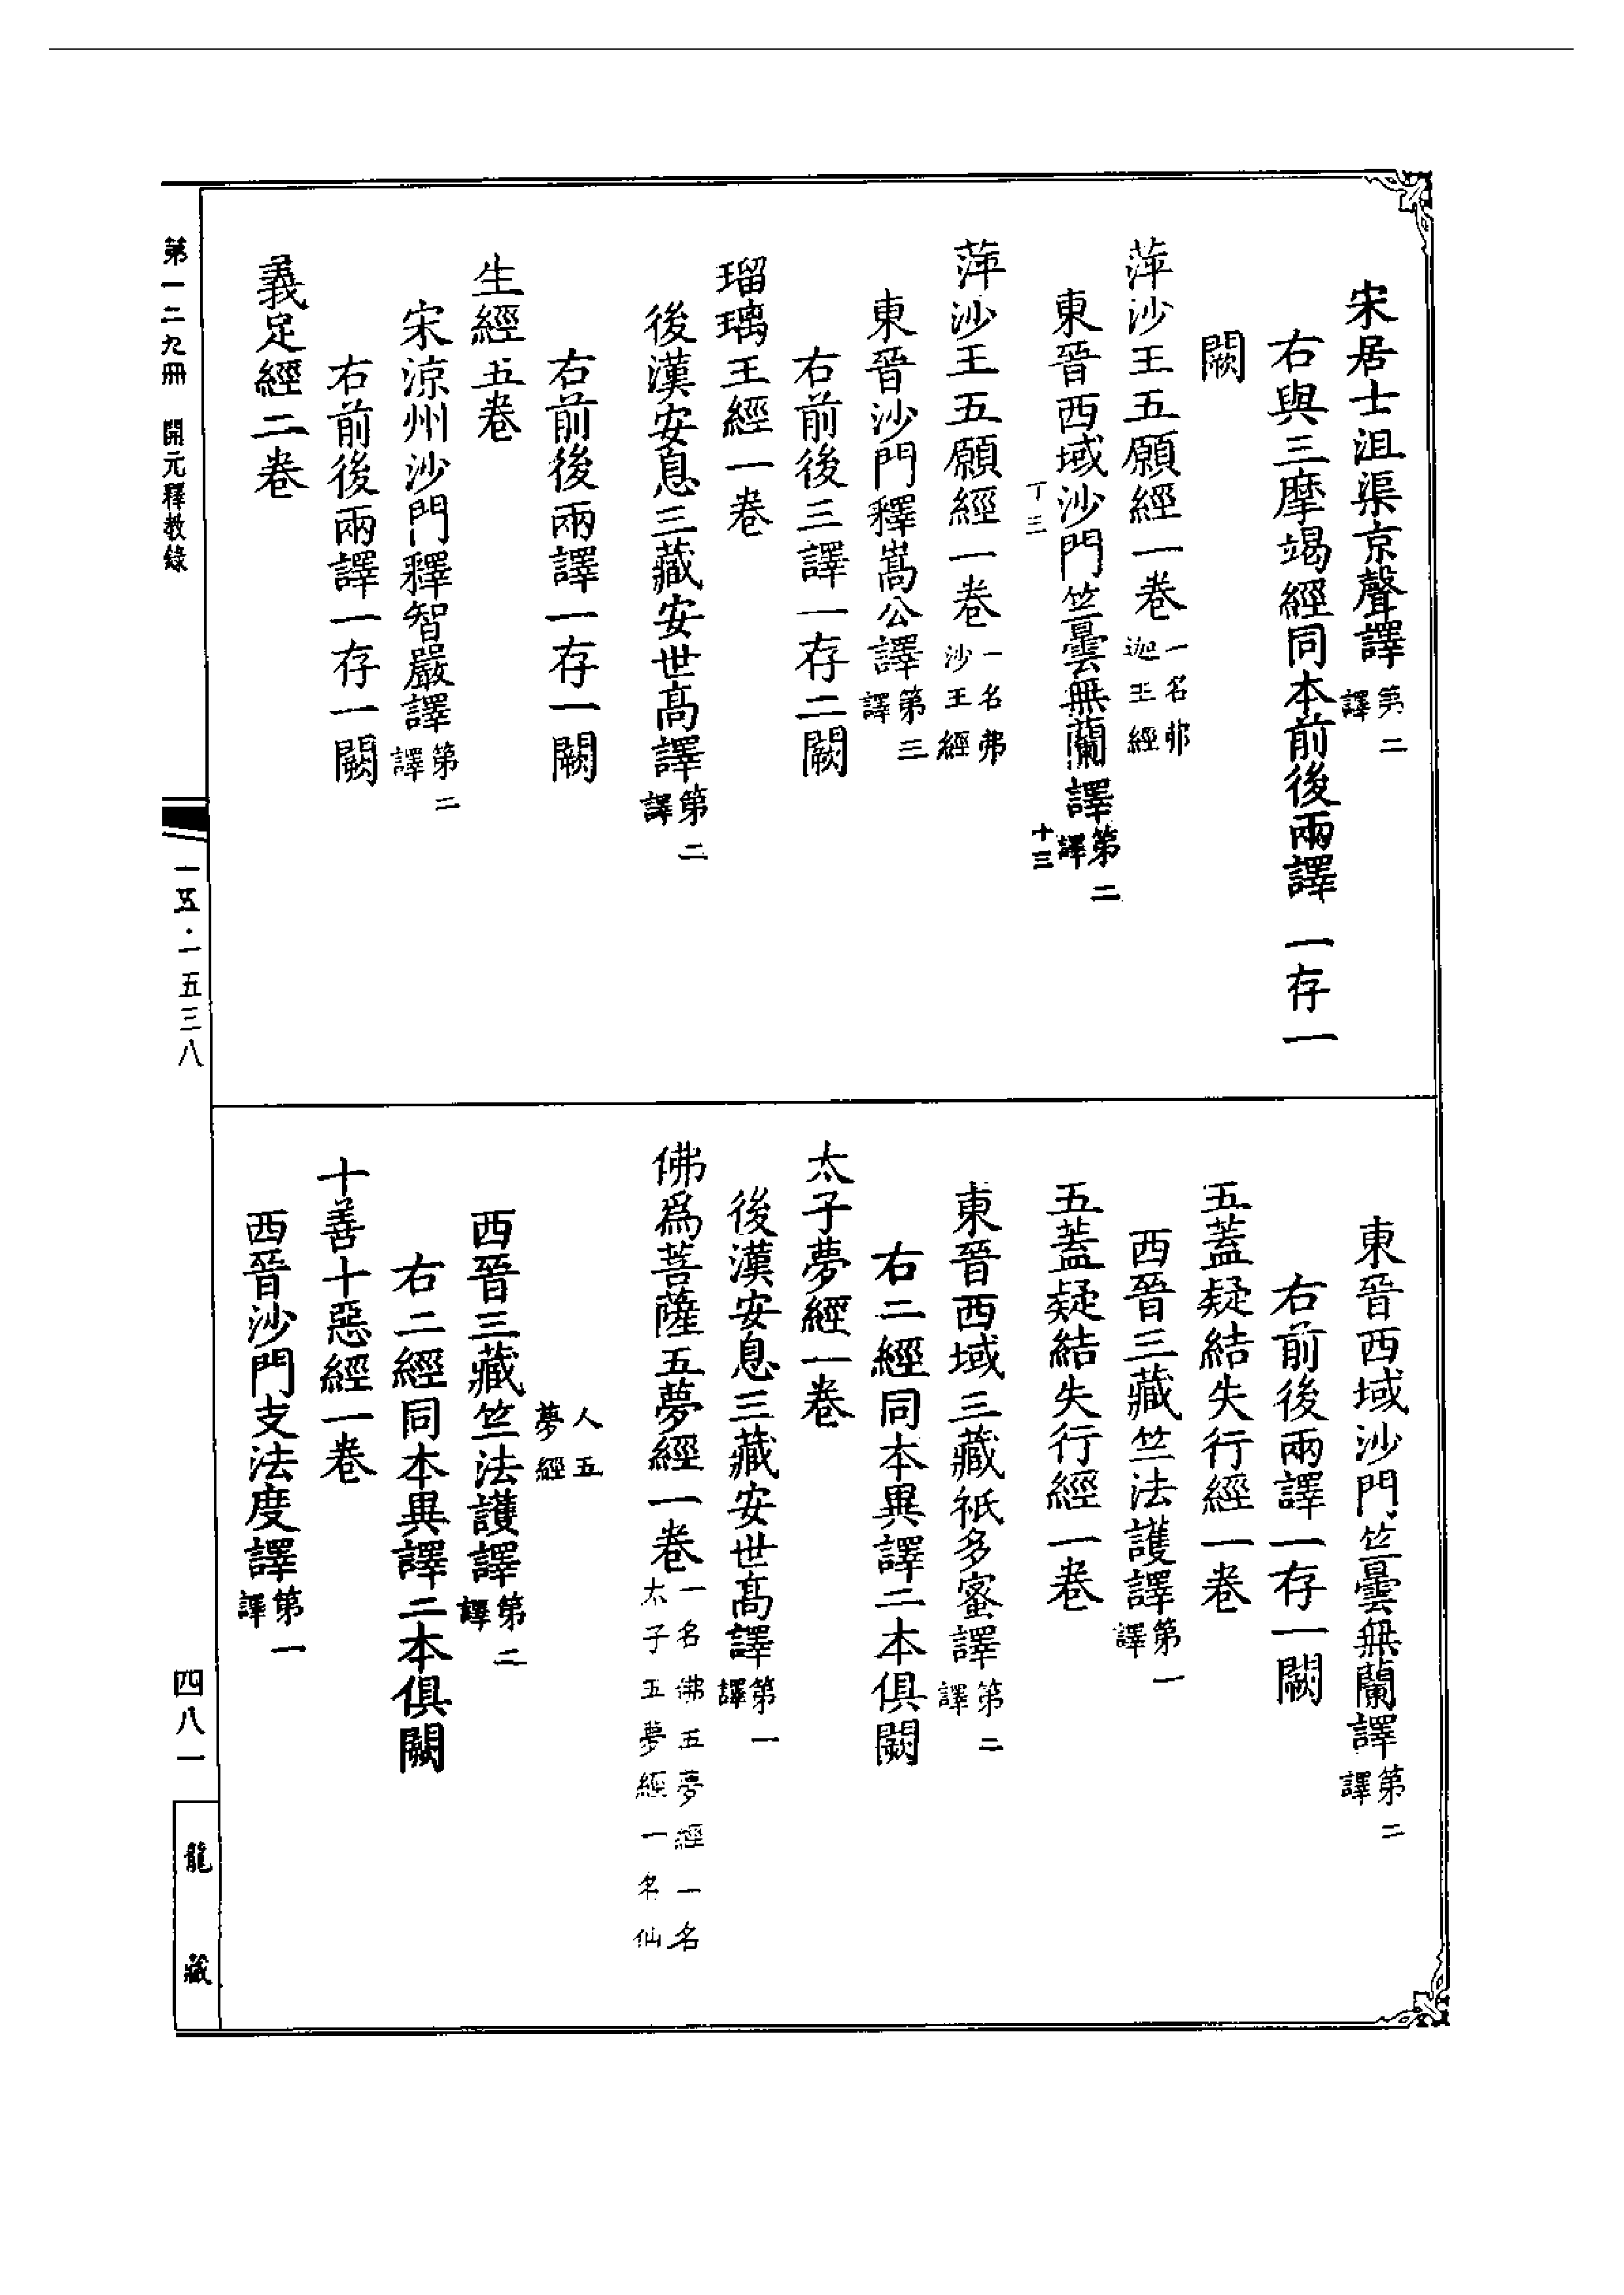 宋居士沮渠京聲譯第二譯
右與三摩竭經同本前後兩譯一存一
闕
萍沙王五願經一卷一名弗迦王經
東晉西域沙門竺曇無蘭譯第二譯
丁三
十三
萍沙王五願經一卷一名弗沙王經
東晉沙門釋嵩公譯第三譯
右前後三譯一存二闕
瑠璃王經一卷
後漢安息三藏安世高譯第二譯
右前後兩譯一存一闕
生經五卷
宋涼州沙門釋智嚴譯第二譯
右前後兩譯一存一闕
義足經二卷
東晉西域沙門竺曇無蘭譯第二譯
右前後兩譯一存一闕
五蓋疑結失行經一卷
西晉三藏竺法護譯第一譯
五蓋疑結失行經一卷
東晉西域三藏祇多蜜譯第二譯
右二經同本異譯二本俱闕
太子夢經一卷
後漢安息三藏安世高譯第一譯
佛為菩薩五夢經一卷一名佛五夢經一名太子五夢經一名仙
人五夢經
西晉三藏竺法護譯第二譯
右二經同本異譯二本俱闕
十善十惡經一卷
西晉沙門支法度譯第一譯
第一二九冊 開元釋教錄
一五·一五三八
四八一
龍藏